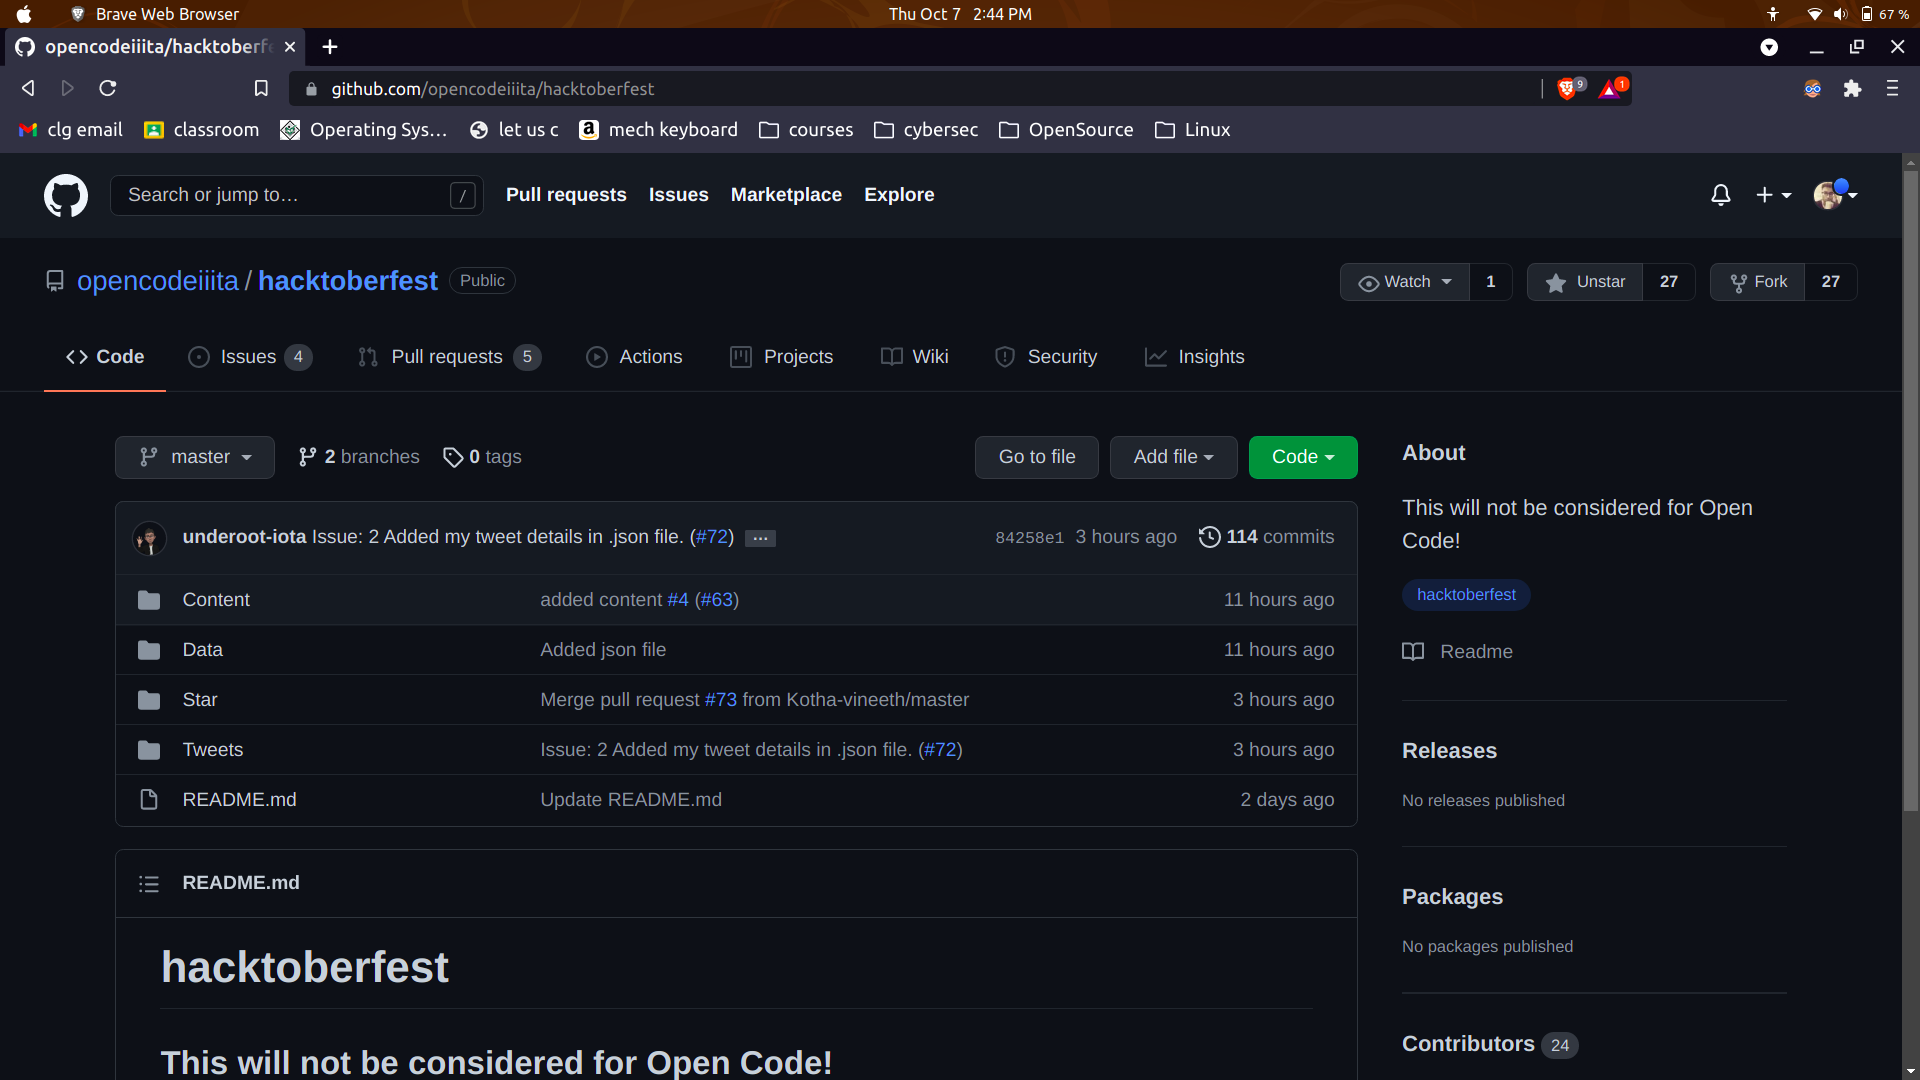 Brave Web Browser
Thu Oct 7 2:44 PM
67 %
opencodeiiita/hacktoberf
github.com/opencodeiiita/hacktoberfest
9
1
clg email
classroom
Operating Sys...
let us c
mech keyboard
courses
cybersec
OpenSource
Linux
Search or jump to...
/
Pull requests
Issues
Marketplace
Explore
opencodeiiita / hacktoberfest
Public
Watch 1
Unstar 27
Fork 27
Code
Issues 4
Pull requests 5
Actions
Projects
Wiki
Security
Insights
master
2 branches
0 tags
Go to file
Add file
Code
underoot-iota Issue: 2 Added my tweet details in .json file. (#72) ...
84258e1 3 hours ago
114 commits
Content added content #4 (#63) 11 hours ago
Data Added json file 11 hours ago
Star Merge pull request #73 from Kotha-vineeth/master 3 hours ago
Tweets Issue: 2 Added my tweet details in .json file. (#72) 3 hours ago
README.md Update README.md 2 days ago
README.md
hacktoberfest
This will not be considered for Open Code!
About
This will not be considered for Open
Code!
hacktoberfest
Readme
Releases
No releases published
Packages
No packages published
Contributors 24